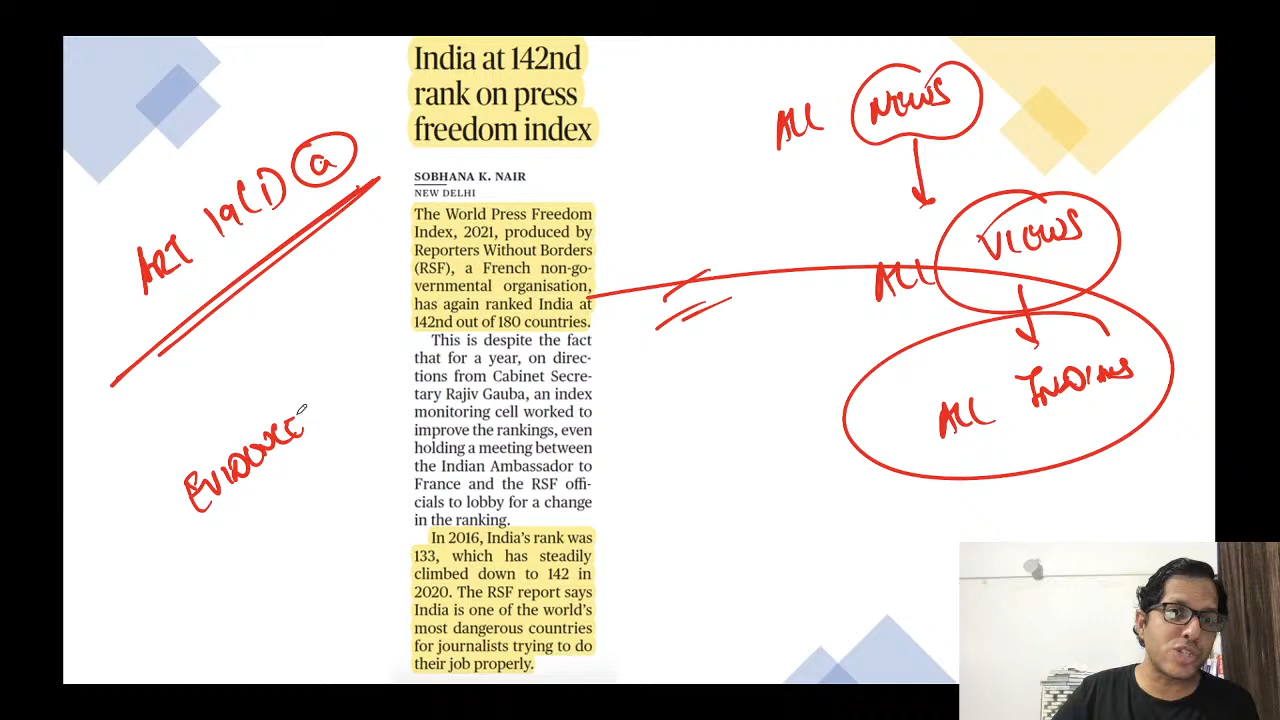 India at 142nd
rank on press
freedom index
SOBHANA K. NAIR
NEW DELHI
The World Press Freedom
Index, 2021, produced by
Reporters Without Borders
(RSF), a French non-go-
vernmental organisation,
has again ranked India at
142nd out of 180 countries.
This is despite the fact
that for a year, on direc-
tions from Cabinet Secre-
tary Rajiv Gauba, an index
monitoring cell worked to
improve the rankings, even
holding a meeting between
the Indian Ambassador to
France and the RSF offi-
cials to lobby for a change
in the ranking.
In 2016, India's rank was
133, which has steadily
climbed down to 142 in
2020. The RSF report says
India is one of the world's
most dangerous countries
for journalists trying to do
their job properly.
ART 19(1) a
EVIDENCE
ALL NEWS
ALL VIEWS
ALL INDIANS